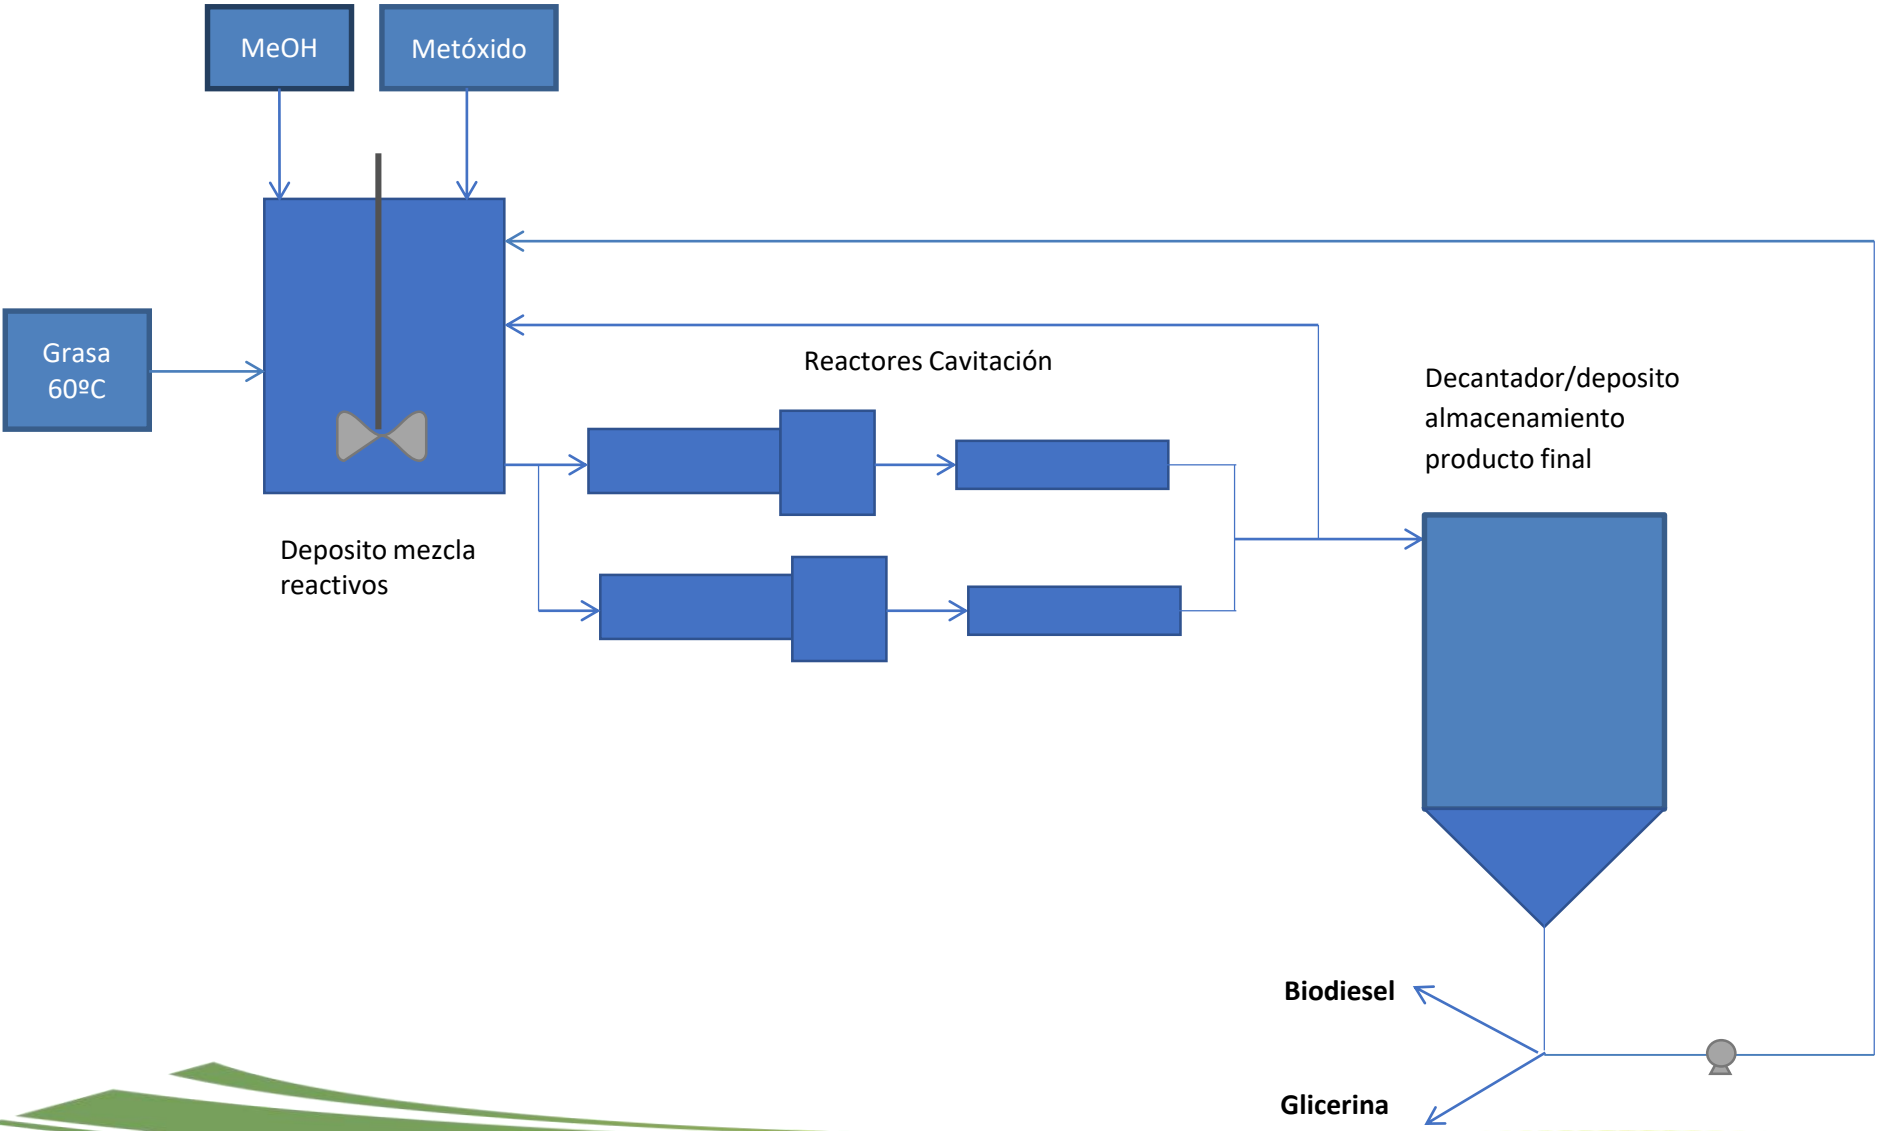 MeOH
Metóxido
Grasa
60ºC
Reactores Cavitación
Decantador/deposito
almacenamiento
producto final
Deposito mezcla
reactivos
Biodiesel
Glicerina